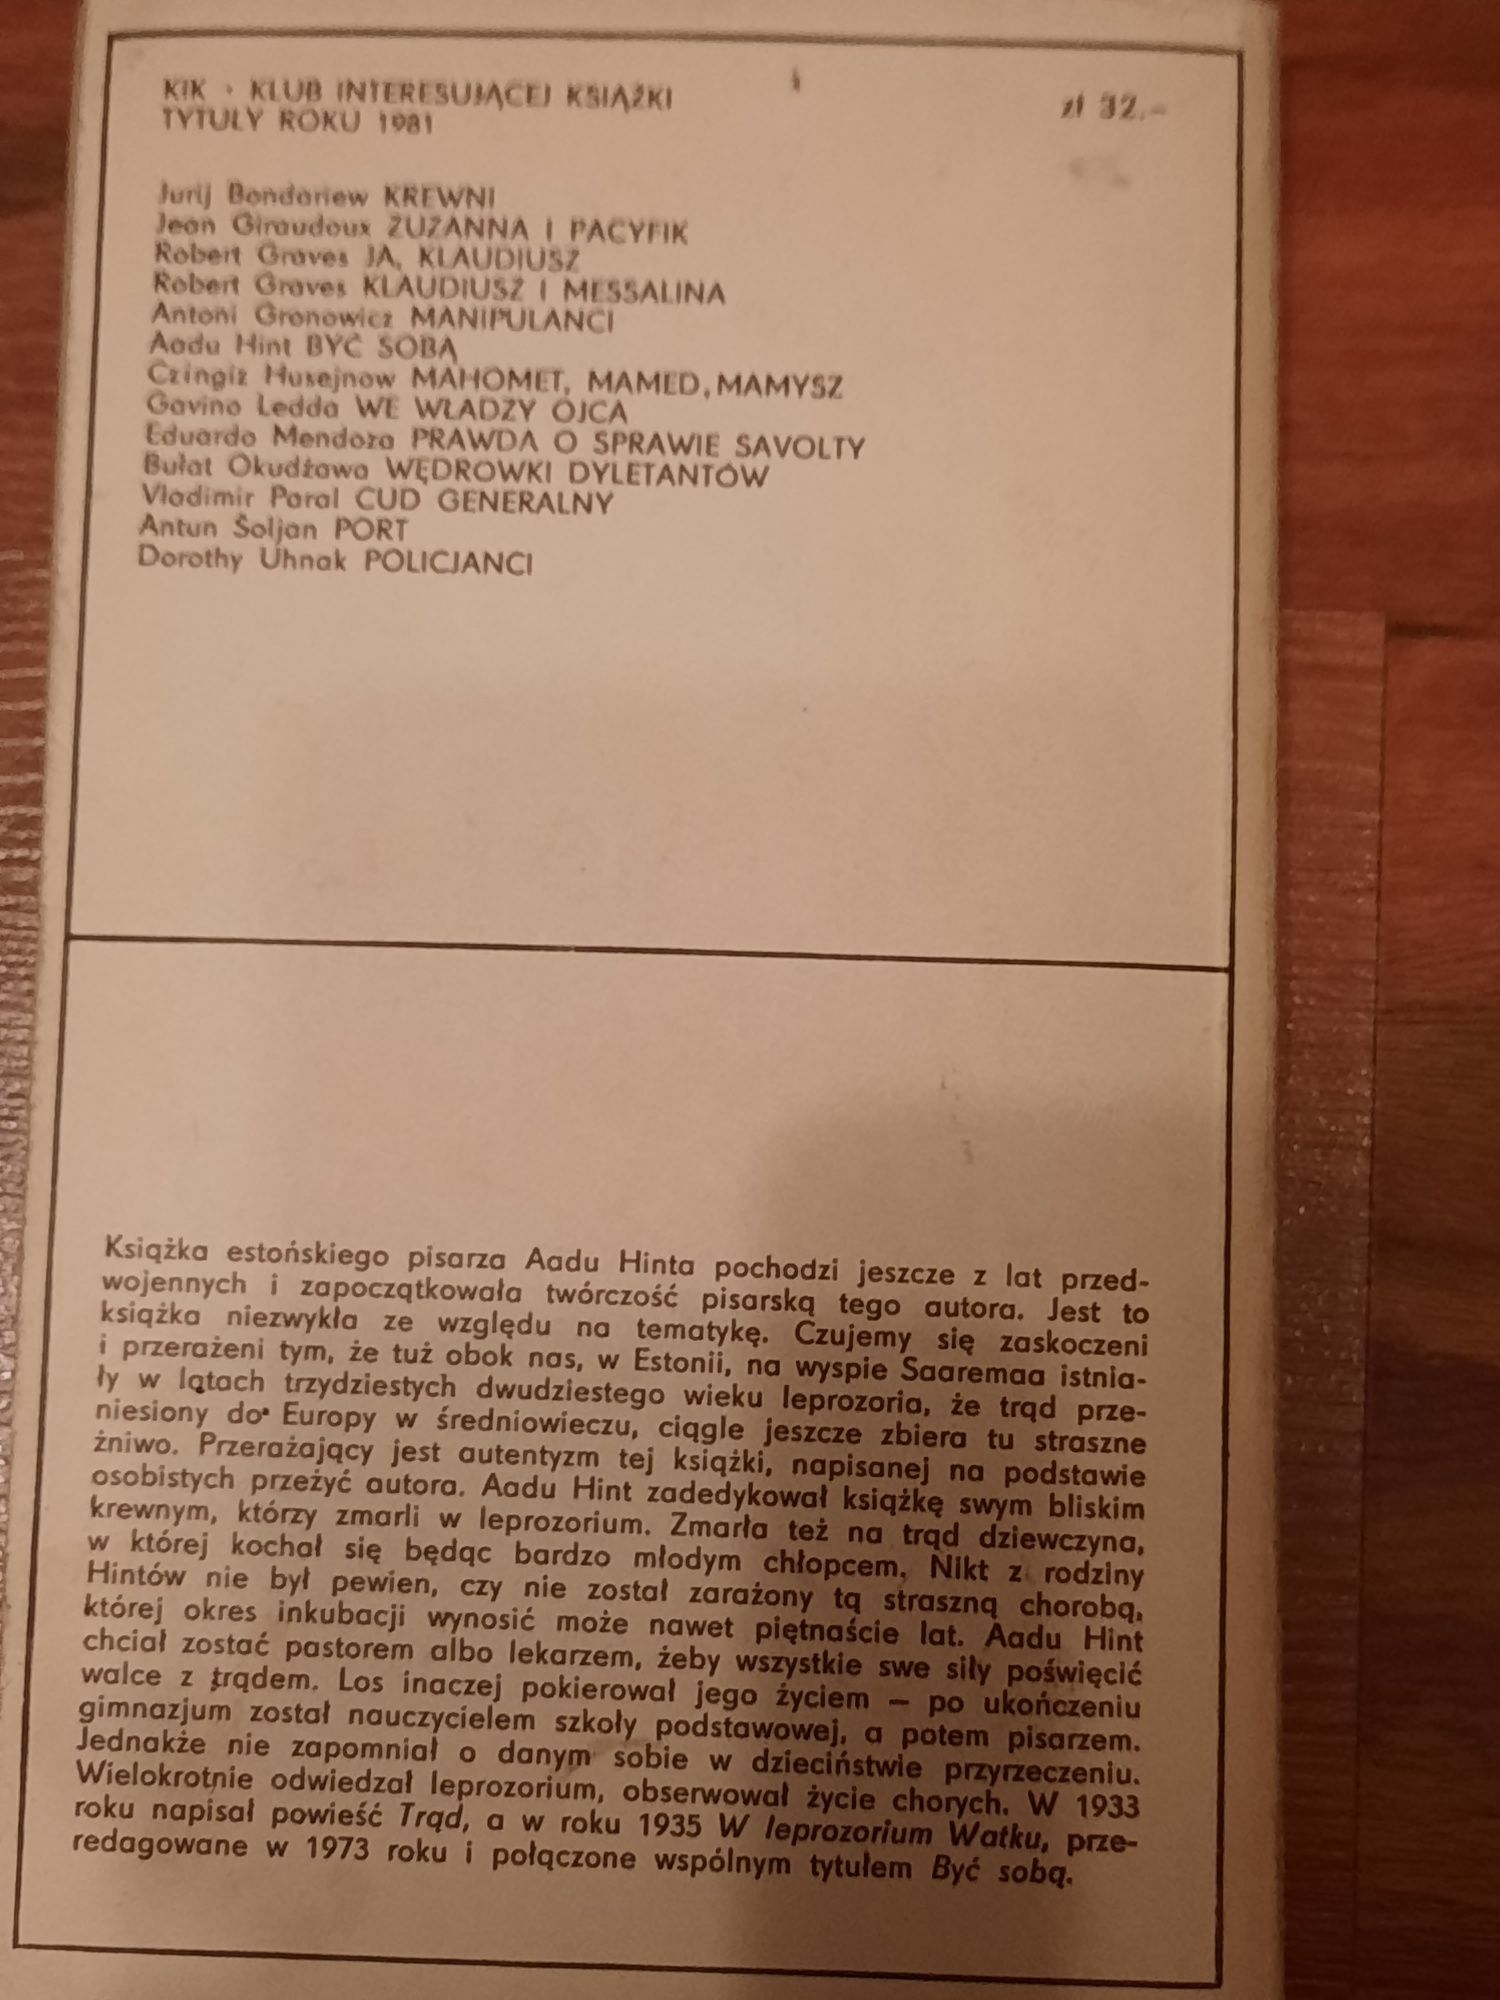 KIK · KLUB INTERESUJĄCEJ KSIĄŻKI
TYTUŁY ROKU 1981
zł 32.–
Jurij Bondariew KREWNI
Jean Giraudoux ZUZANNA I PACYFIK
Robert Graves JA, KLAUDIUSZ
Robert Graves KLAUDIUSZ I MESSALINA
Antoni Gronowicz MANIPULANCI
Aadu Hint BYĆ SOBĄ
Czingiz Husejnow MAHOMET, MAMED, MAMYSZ
Gavino Ledda WE WŁADZY OJCA
Eduardo Mendoza PRAWDA O SPRAWIE SAVOLTY
Bułat Okudżawa WĘDRÓWKI DYLETANTÓW
Vladimir Paral CUD GENERALNY
Antun Šoljan PORT
Dorothy Uhnak POLICJANCI
Książka estońskiego pisarza Aadu Hinta pochodzi jeszcze z lat przed-
wojennych i zapoczątkowała twórczość pisarską tego autora. Jest to
książka niezwykła ze względu na tematykę. Czujemy się zaskoczeni
i przerażeni tym, że tuż obok nas, w Estonii, na wyspie Saaremaa istnia-
ły w latach trzydziestych dwudziestego wieku leprozoria, że trąd prze-
niesiony do Europy w średniowieczu, ciągle jeszcze zbiera tu straszne
żniwo. Przerażający jest autentyzm tej książki, napisanej na podstawie
osobistych przeżyć autora. Aadu Hint zadedykował książkę swym bliskim
krewnym, którzy zmarli w leprozorium. Zmarła też na trąd dziewczyna,
w której kochał się będąc bardzo młodym chłopcem. Nikt z rodziny
Hintów nie był pewien, czy nie został zarażony tą straszną chorobą,
której okres inkubacji wynosić może nawet piętnaście lat. Aadu Hint
chciał zostać pastorem albo lekarzem, żeby wszystkie swe siły poświęcić
walce z trądem. Los inaczej pokierował jego życiem – po ukończeniu
gimnazjum został nauczycielem szkoły podstawowej, a potem pisarzem.
Jednakże nie zapomniał o danym sobie w dzieciństwie przyrzeczeniu.
Wielokrotnie odwiedzał leprozorium, obserwował życie chorych. W 1933
roku napisał powieść Trąd, a w roku 1935 W leprozorium Watku, prze-
redagowane w 1973 roku i połączone wspólnym tytułem Być sobą.